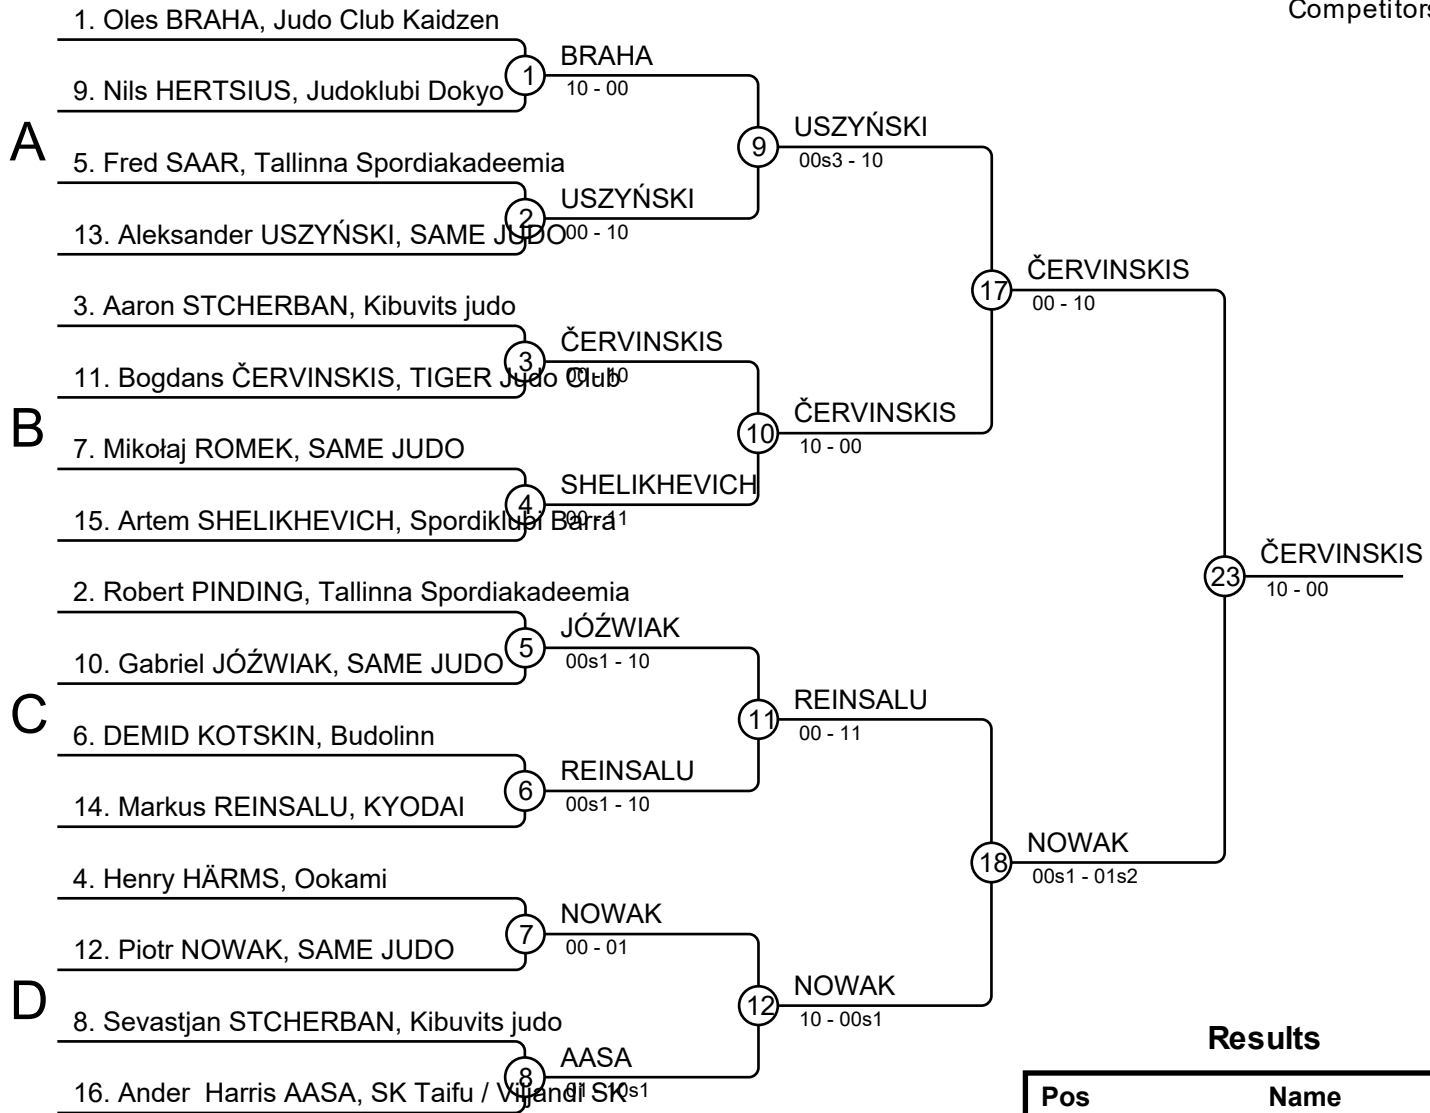 Competitors
1. Oles BRAHA, Judo Club Kaidzen
1
BRAHA
10 - 00
9. Nils HERTSIUS, Judoklubi Dokyo
A
9
USZYŃSKI
00s3 - 10
5. Fred SAAR, Tallinna Spordiakadeemia
2
USZYŃSKI
00 - 10
13. Aleksander USZYŃSKI, SAME JUDO
17
ČERVINSKIS
00 - 10
3. Aaron STCHERBAN, Kibuvits judo
3
ČERVINSKIS
00 - 10
11. Bogdans ČERVINSKIS, TIGER Judo Club
B
10
ČERVINSKIS
10 - 00
7. Mikołaj ROMEK, SAME JUDO
4
SHELIKHEVICH
00 - 11
15. Artem SHELIKHEVICH, Spordiklubi Barra
23
ČERVINSKIS
10 - 00
2. Robert PINDING, Tallinna Spordiakadeemia
5
JÓŹWIAK
00s1 - 10
10. Gabriel JÓŹWIAK, SAME JUDO
C
11
REINSALU
00 - 11
6. DEMID KOTSKIN, Budolinn
6
REINSALU
00s1 - 10
14. Markus REINSALU, KYODAI
18
NOWAK
00s1 - 01s2
4. Henry HÄRMS, Ookami
7
NOWAK
00 - 01
12. Piotr NOWAK, SAME JUDO
D
12
NOWAK
10 - 00s1
8. Sevastjan STCHERBAN, Kibuvits judo
8
AASA
01 - 10s1
16. Ander Harris AASA, SK Taifu / Viljandi SK
Results
Pos Name